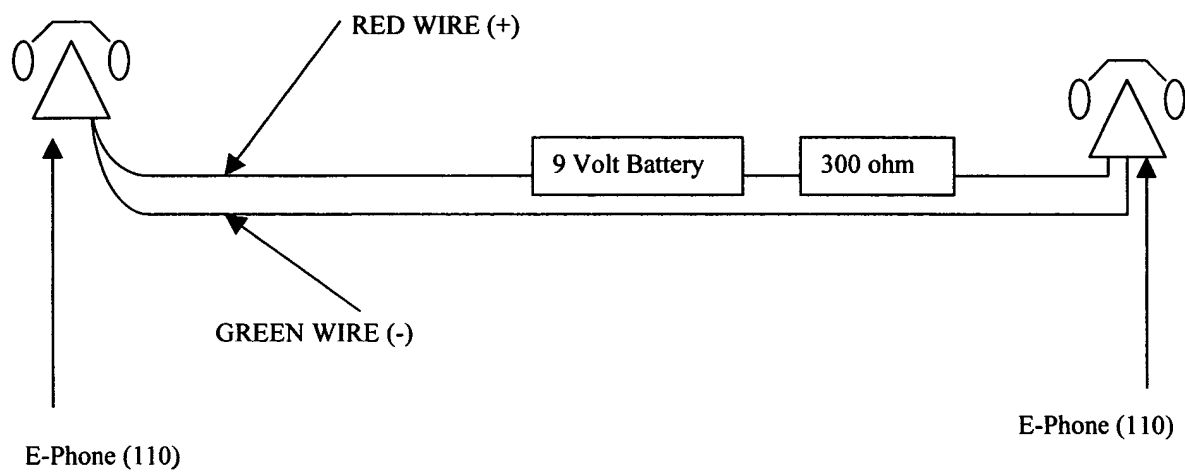 RED WIRE (+)
9 Volt Battery
300 ohm
GREEN WIRE (-)
E-Phone (110)
E-Phone (110)